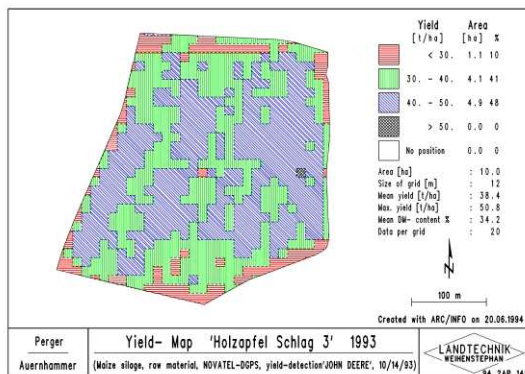 Yield Area
[t/ha] [ha] %
< 30. 1.1 10
30. - 40. 4.1 41
40. - 50. 4.9 48
> 50. 0.0 0
No position 0.0 0
Area [ha] : 10.0
Size of grid [m] : 12
Mean yield [t/ha] : 38.4
Max. yield [t/ha] : 50.8
Mean DM- content % : 34.2
Data per grid : 20
N
100 m
Created with ARC/INFO on 20.06.1994
Perger
Auernhammer
Yield- Map 'Holzapfel Schlag 3' 1993
(Maize silage, raw material, NOVATEL-DGPS, yield-detection'JOHN DEERE', 10/14/93)
LANDTECHNIK
WEIHENSTEPHAN